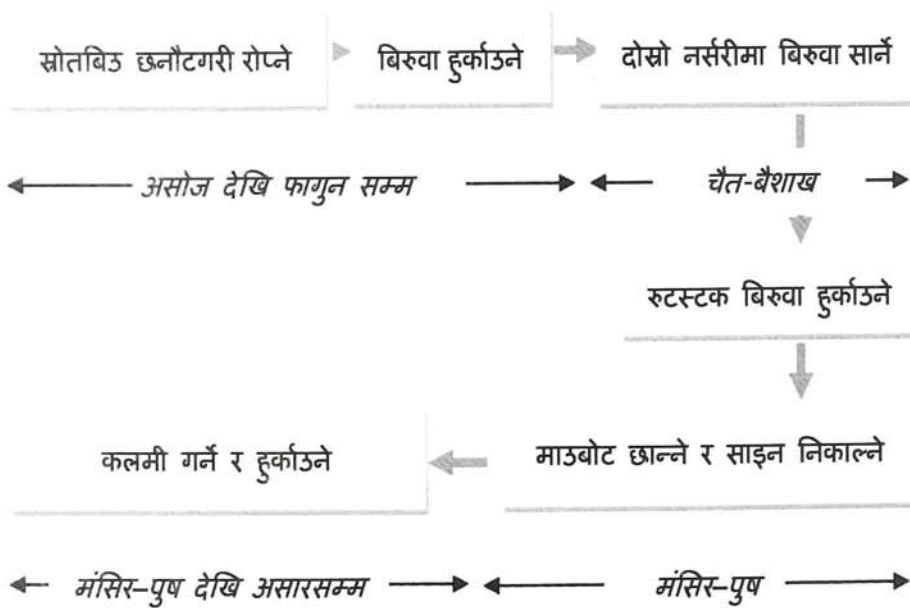 स्रोतबिउ छनौटगरी रोप्ने
बिरुवा हुर्काउने
दोस्रो नर्सरीमा बिरुवा सार्ने
असोज देखि फागुन सम्म
चैत-बैशाख
रुटस्टक बिरुवा हुर्काउने
माउबोट छान्ने र साइन निकाल्ने
कलमी गर्ने र हुर्काउने
मंसिर–पुष देखि असारसम्म
मंसिर–पुष